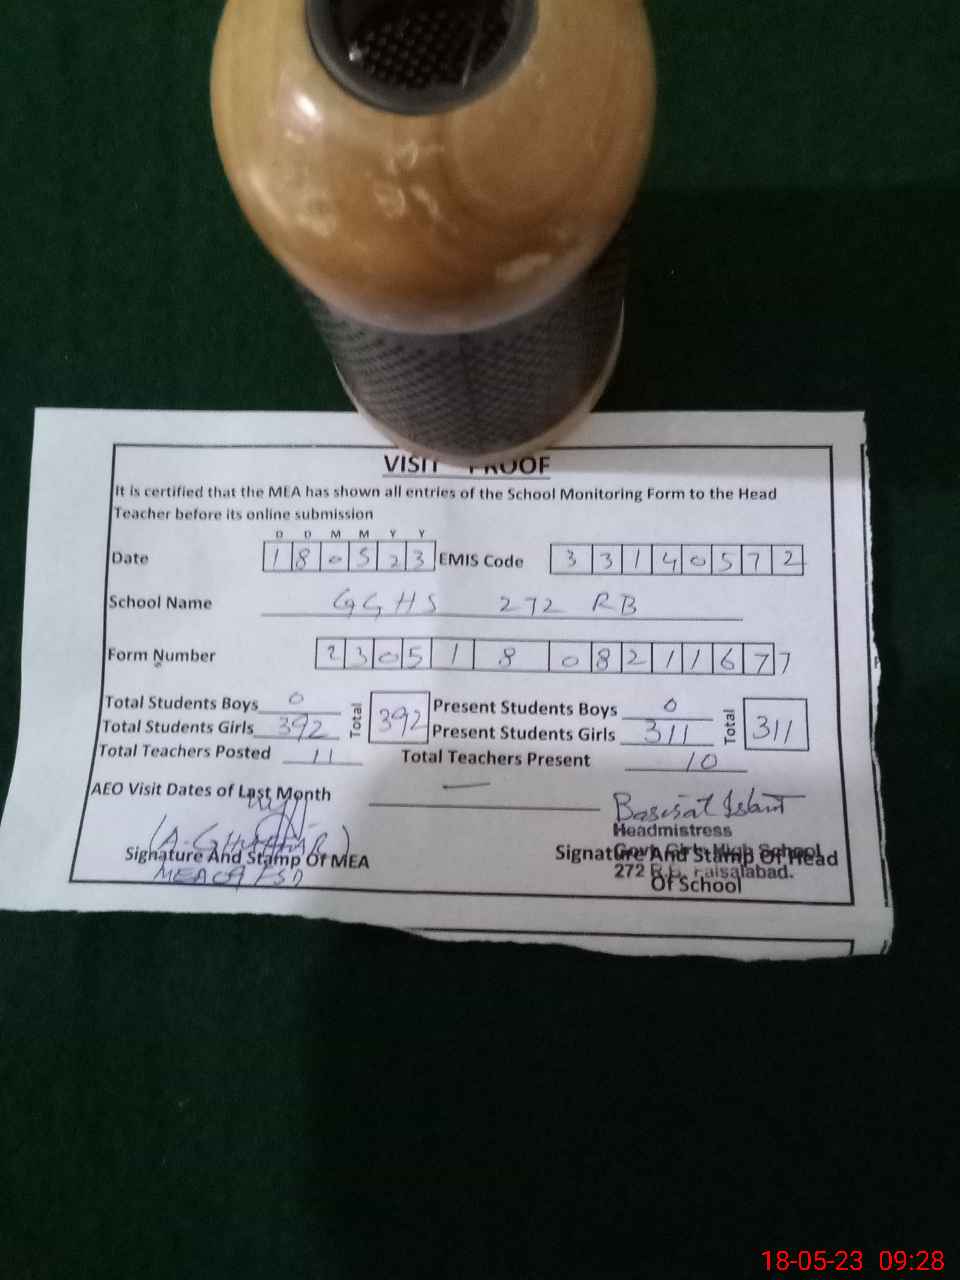 VISIT PROOF
It is certified that the MEA has shown all entries of the School Monitoring Form to the Head
Teacher before its online submission
D D M M Y Y
Date 1 8 0 5 2 3 EMIS Code 3 3 1 4 0 5 7 2
School Name GGHS 272 RB
Form Number 2 3 0 5 1 8 0 8 2 1 1 6 7 7
Total Students Boys 0 Total 392 Present Students Boys 0 Total 311
Total Students Girls 392 Present Students Girls 311
Total Teachers Posted 11 Total Teachers Present 10
AEO Visit Dates of Last Month —
Headmistress
Govt. Girls High School
272 R.B. Faisalabad.
Signature And Stamp Of MEA
Signature And Stamp Of Head
Of School
18-05-23 09:28